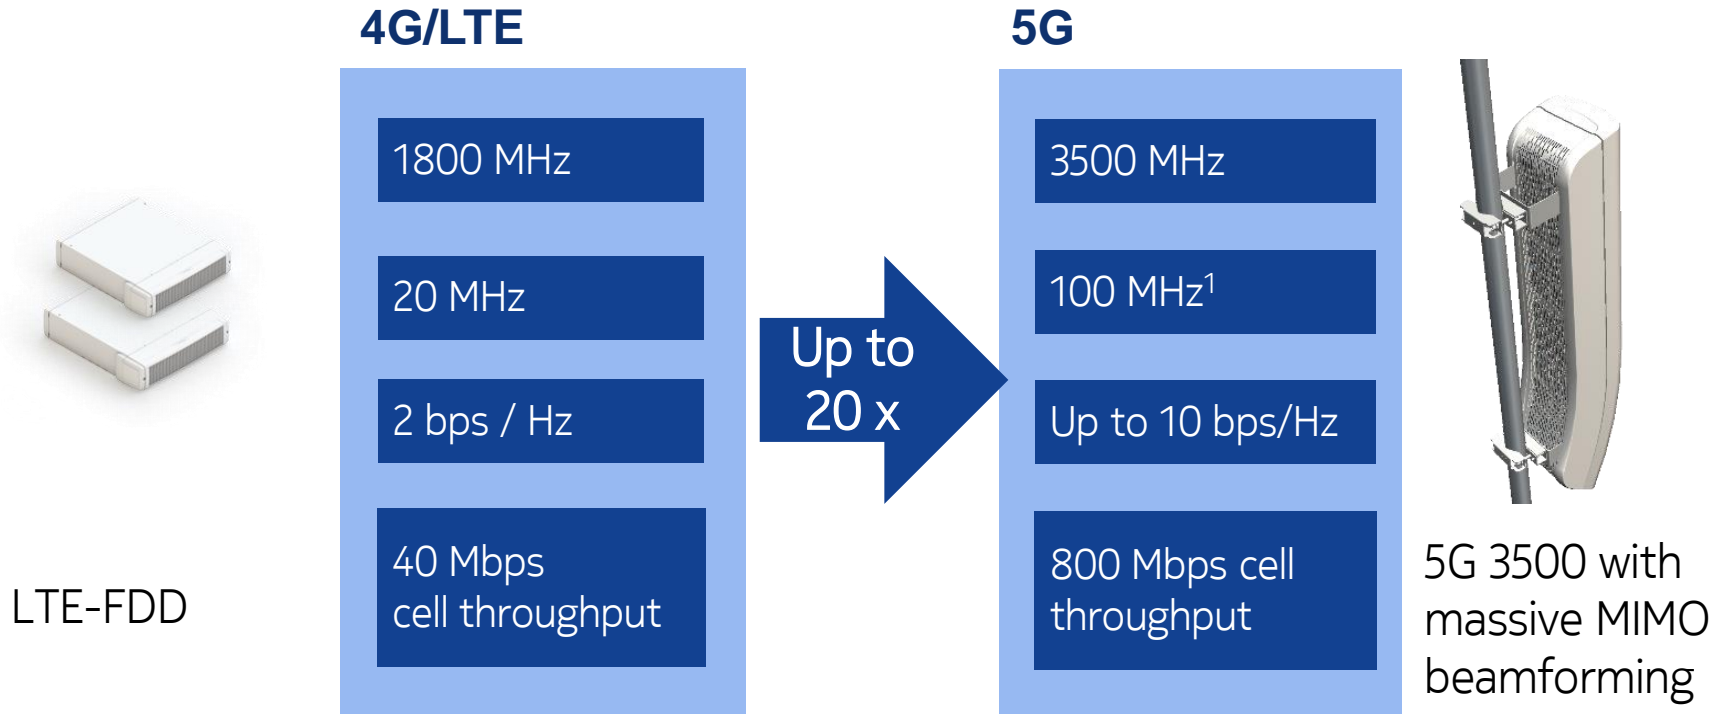 4G/LTE
5G
1800 MHz
20 MHz
2 bps / Hz
40 Mbps
cell throughput
LTE-FDD
Up to
20 x
3500 MHz
100 MHz¹
Up to 10 bps/Hz
800 Mbps cell
throughput
5G 3500 with
massive MIMO
beamforming